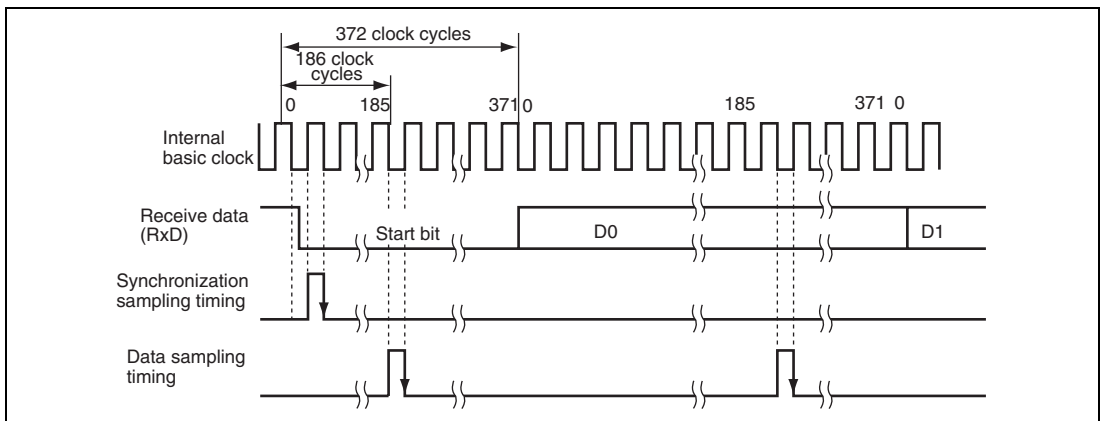 372 clock cycles
186 clock
cycles
0 185 371 0 185 371 0
Internal
basic clock
Receive data
(RxD)
Start bit D0 D1
Synchronization
sampling timing
Data sampling
timing